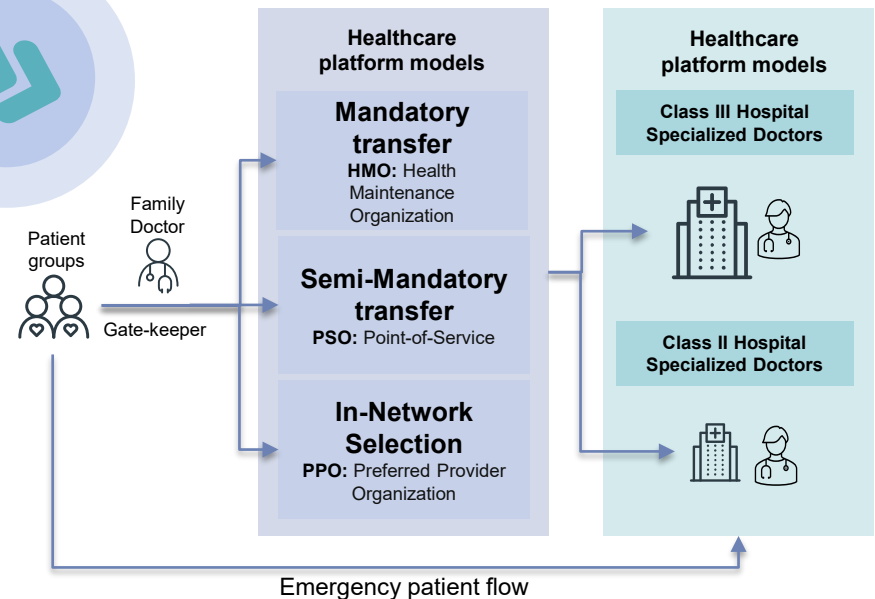 Patient
groups
Family
Doctor
Gate-keeper
Healthcare
platform models
Mandatory
transfer
HMO: Health
Maintenance
Organization
Semi-Mandatory
transfer
PSO: Point-of-Service
In-Network
Selection
PPO: Preferred Provider
Organization
Healthcare
platform models
Class III Hospital
Specialized Doctors
Class II Hospital
Specialized Doctors
Emergency patient flow